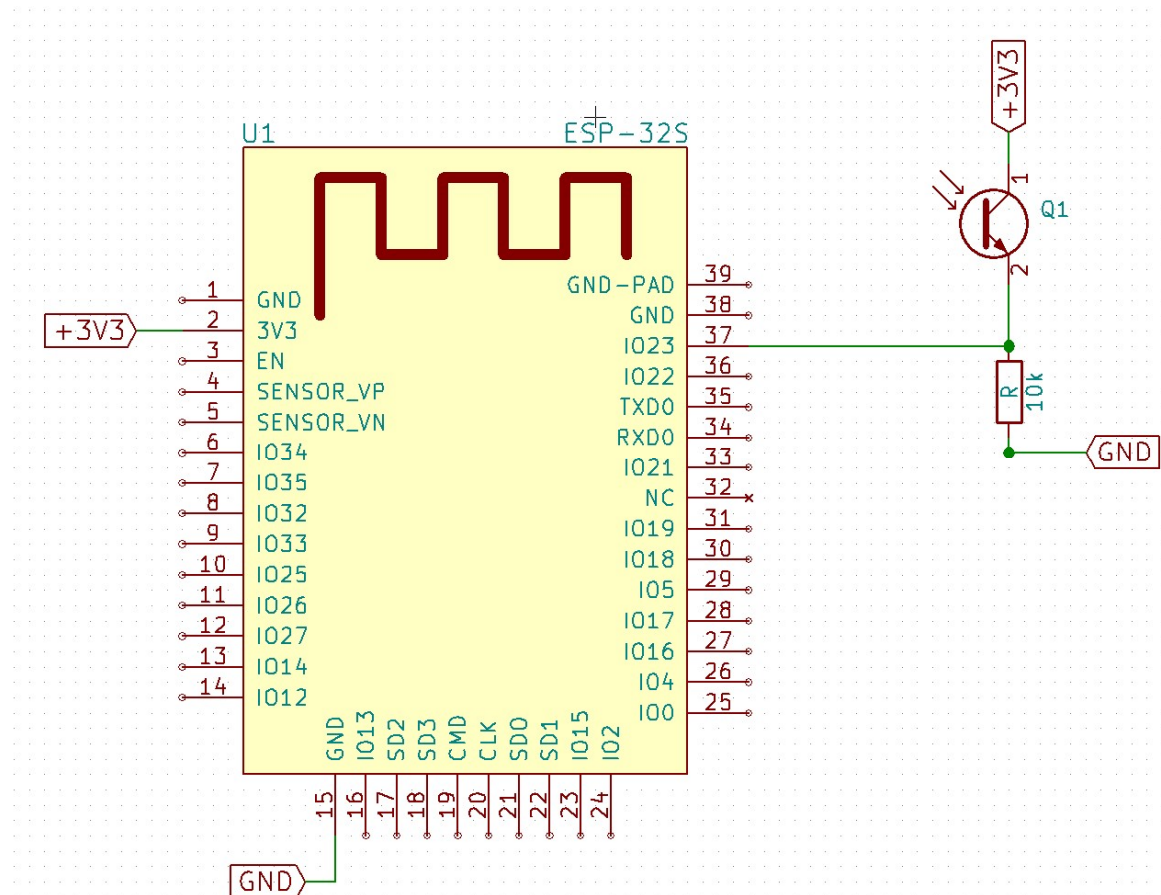 U1
ESP-32S
+3V3
1
Q1
2
+3V3
1 GND
2 3V3
3 EN
4 SENSOR_VP
5 SENSOR_VN
6 IO34
7 IO35
8 IO32
9 IO33
10 IO25
11 IO26
12 IO27
13 IO14
14 IO12
GND-PAD 39
GND 38
IO23 37
IO22 36
TXD0 35
RXD0 34
IO21 33
NC 32
IO19 31
IO18 30
IO5 29
IO17 28
IO16 27
IO4 26
IO0 25
R
10k
GND
GND 15
IO13 16
SD2 17
SD3 18
CMD 19
CLK 20
SD0 21
SD1 22
IO15 23
IO2 24
GND